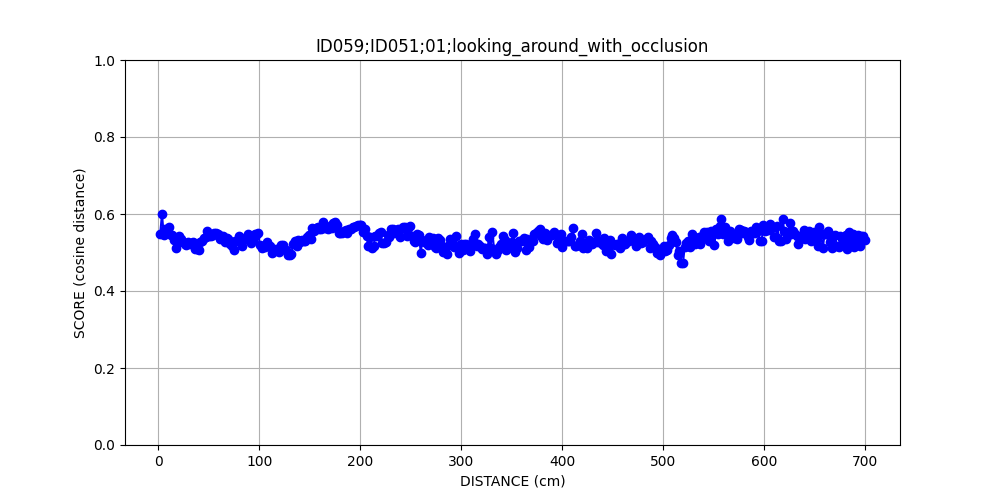 ID059;ID051;01;looking_around_with_occlusion
1.0
0.8
0.6
0.4
0.2
0.0
SCORE (cosine distance)
0 100 200 300 400 500 600 700
DISTANCE (cm)